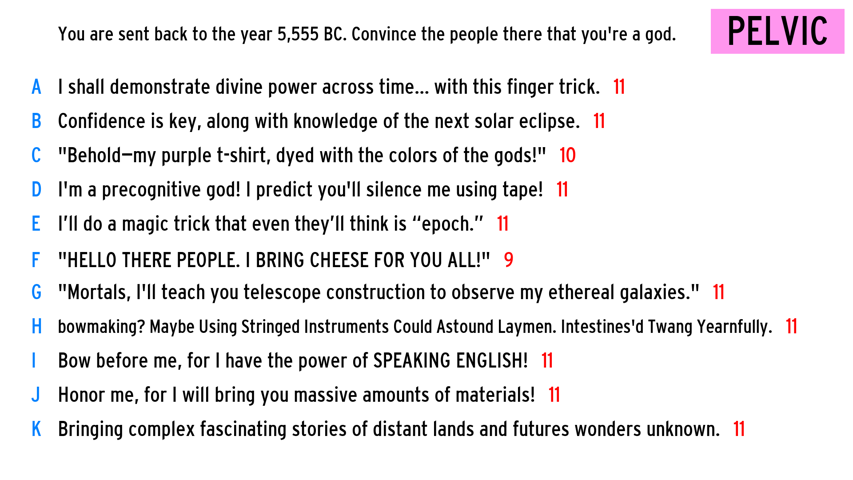 You are sent back to the year 5,555 BC. Convince the people there that you're a god.
PELVIC
A I shall demonstrate divine power across time... with this finger trick. 11
B Confidence is key, along with knowledge of the next solar eclipse. 11
C "Behold—my purple t-shirt, dyed with the colors of the gods!" 10
D I'm a precognitive god! I predict you'll silence me using tape! 11
E I’ll do a magic trick that even they’ll think is “epoch.” 11
F "HELLO THERE PEOPLE. I BRING CHEESE FOR YOU ALL!" 9
G "Mortals, I'll teach you telescope construction to observe my ethereal galaxies." 11
H bowmaking? Maybe Using Stringed Instruments Could Astound Laymen. Intestines'd Twang Yearnfully. 11
I Bow before me, for I have the power of SPEAKING ENGLISH! 11
J Honor me, for I will bring you massive amounts of materials! 11
K Bringing complex fascinating stories of distant lands and futures wonders unknown. 11